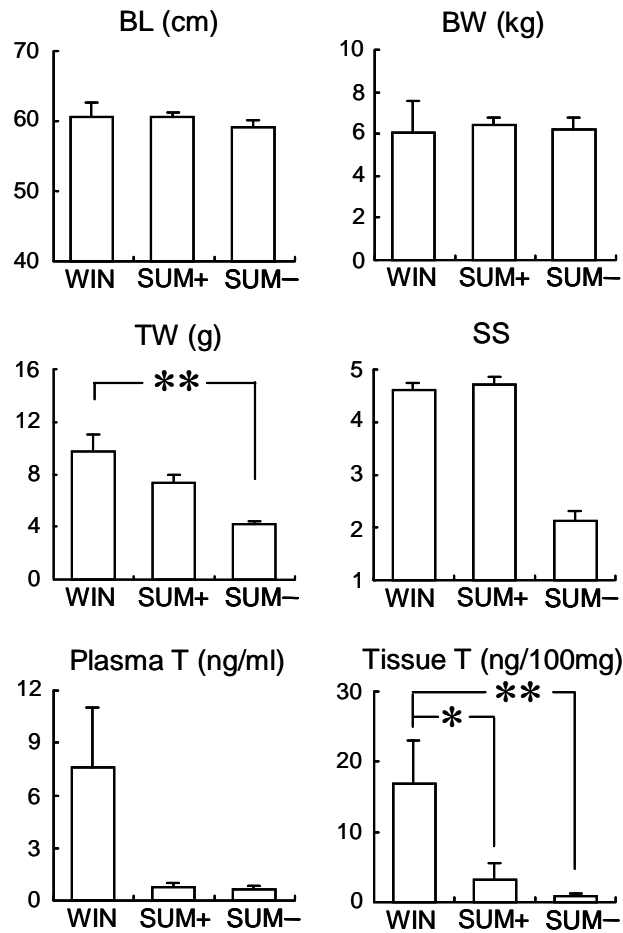 BL (cm)
70
60
50
40
WIN SUM+ SUM−
BW (kg)
10
8
6
4
2
0
WIN SUM+ SUM−
TW (g)
16
12
8
4
0
**
WIN SUM+ SUM−
SS
5
4
3
2
1
WIN SUM+ SUM−
Plasma T (ng/ml)
12
9
6
3
0
WIN SUM+ SUM−
Tissue T (ng/100mg)
30
20
10
0
**
*
WIN SUM+ SUM−